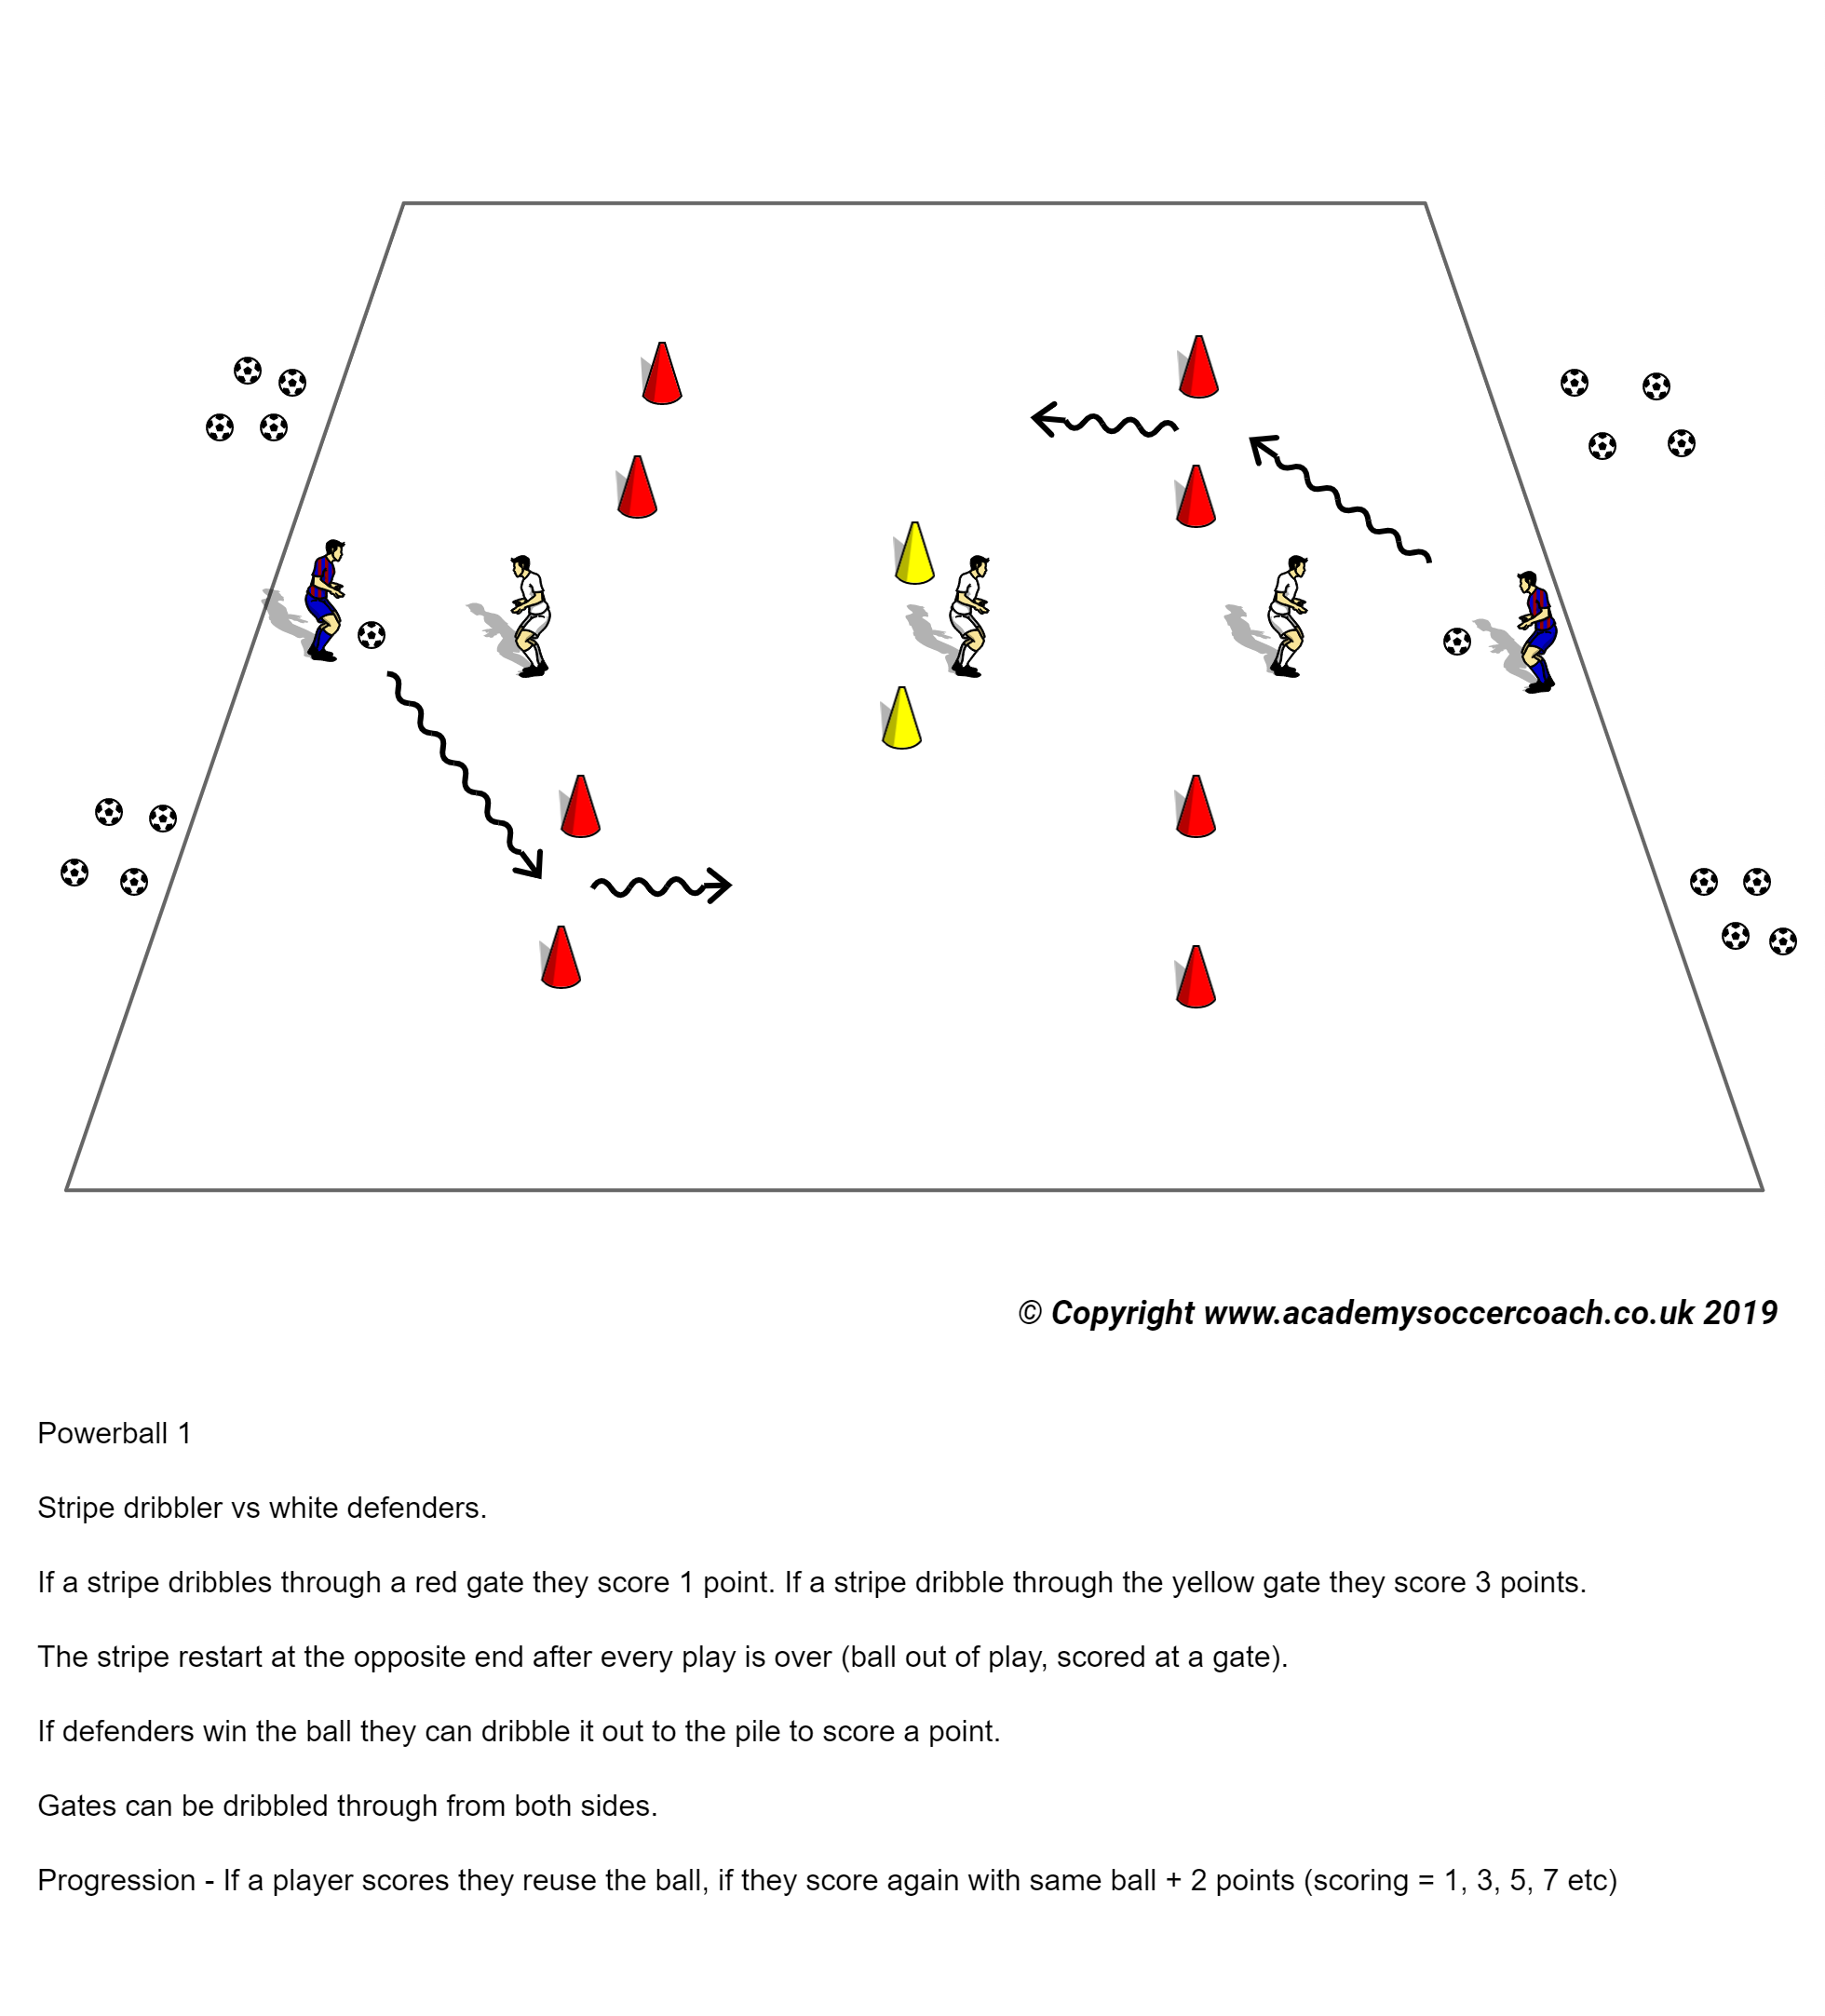 © Copyright www.academysoccercoach.co.uk 2019
Powerball 1
Stripe dribbler vs white defenders.
If a stripe dribbles through a red gate they score 1 point. If a stripe dribble through the yellow gate they score 3 points.
The stripe restart at the opposite end after every play is over (ball out of play, scored at a gate).
If defenders win the ball they can dribble it out to the pile to score a point.
Gates can be dribbled through from both sides.
Progression - If a player scores they reuse the ball, if they score again with same ball + 2 points (scoring = 1, 3, 5, 7 etc)